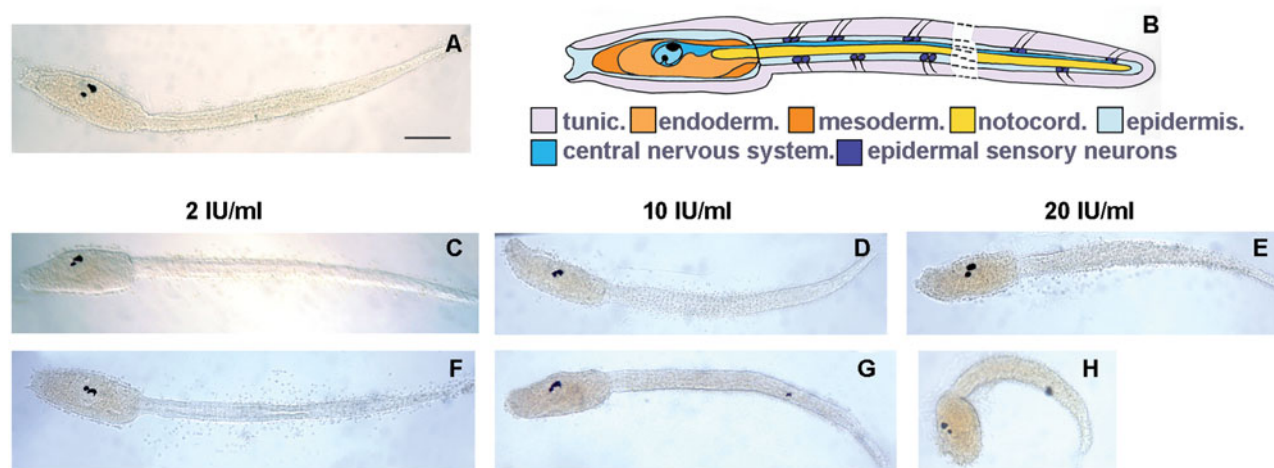 A
B
tunic. endoderm. mesoderm. notocord. epidermis.
central nervous system. epidermal sensory neurons
2 IU/ml 10 IU/ml 20 IU/ml
C
D
E
F
G
H